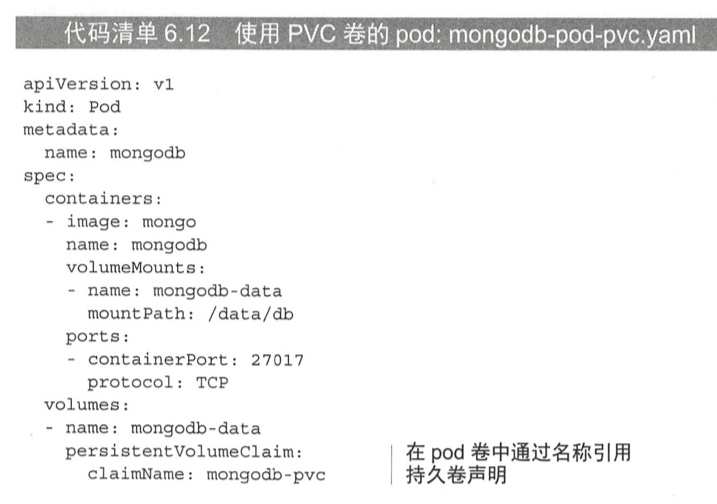 代码清单 6.12 使用 PVC 卷的 pod: mongodb-pod-pvc.yaml
apiVersion: v1
kind: Pod
metadata:
  name: mongodb
spec:
  containers:
  - image: mongo
    name: mongodb
    volumeMounts:
    - name: mongodb-data
      mountPath: /data/db
    ports:
    - containerPort: 27017
      protocol: TCP
  volumes:
  - name: mongodb-data
    persistentVolumeClaim:
      claimName: mongodb-pvc
在 pod 卷中通过名称引用
持久卷声明